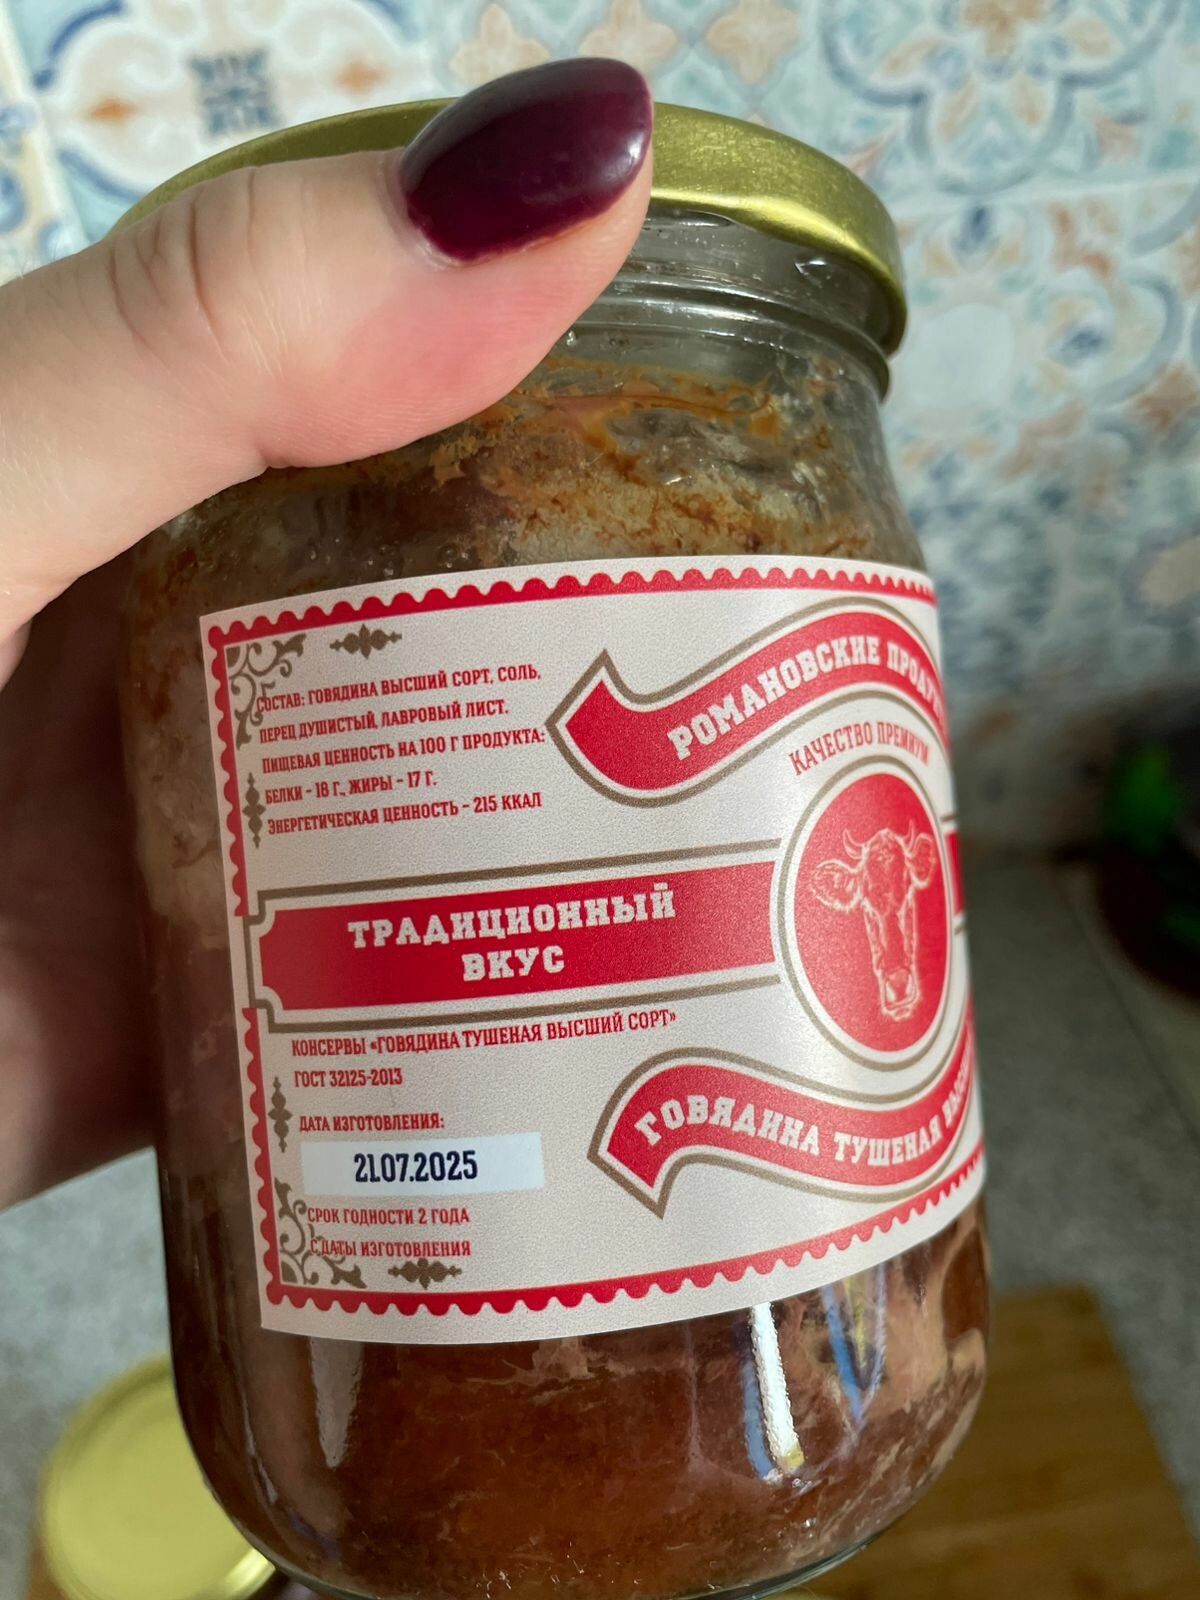 СОСТАВ: ГОВЯДИНА ВЫСШИЙ СОРТ, СОЛЬ,
ПЕРЕЦ ДУШИСТЫЙ, ЛАВРОВЫЙ ЛИСТ.
ПИЩЕВАЯ ЦЕННОСТЬ НА 100 Г ПРОДУКТА:
БЕЛКИ - 18 Г., ЖИРЫ - 17 Г.
ЭНЕРГЕТИЧЕСКАЯ ЦЕННОСТЬ - 215 ККАЛ
РОМАНОВСКИЕ
КАЧЕСТВО ПРЕМИУМ
ТРАДИЦИОННЫЙ
ВКУС
КОНСЕРВЫ «ГОВЯДИНА ТУШЕНАЯ ВЫСШИЙ СОРТ»
ГОСТ 32125-2013
ДАТА ИЗГОТОВЛЕНИЯ:
21.07.2025
СРОК ГОДНОСТИ 2 ГОДА
С ДАТЫ ИЗГОТОВЛЕНИЯ
ГОВЯДИНА ТУШЕНАЯ